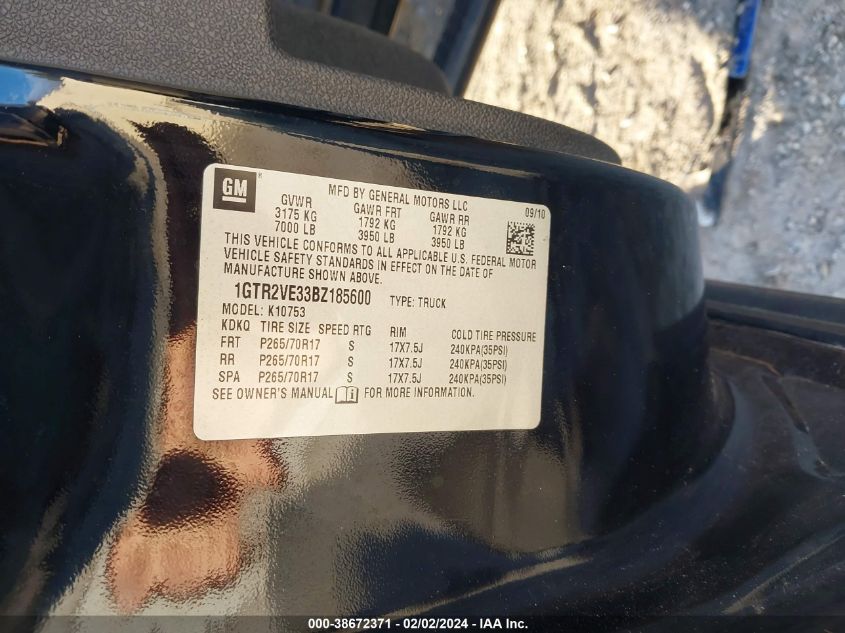 GM
MFD BY GENERAL MOTORS LLC
GVWR GAWR FRT GAWR RR 09/10
3175 KG 1792 KG 1792 KG
7000 LB 3950 LB 3950 LB
THIS VEHICLE CONFORMS TO ALL APPLICABLE U.S. FEDERAL MOTOR
VEHICLE SAFETY STANDARDS IN EFFECT ON THE DATE OF
MANUFACTURE SHOWN ABOVE.
1GTR2VE33BZ185600 TYPE: TRUCK
MODEL: K10753
KDKQ TIRE SIZE SPEED RTG RIM COLD TIRE PRESSURE
FRT P265/70R17 S 17X7.5J 240KPA(35PSI)
RR P265/70R17 S 17X7.5J 240KPA(35PSI)
SPA P265/70R17 S 17X7.5J 240KPA(35PSI)
SEE OWNER'S MANUAL FOR MORE INFORMATION.
000-38672371 - 02/02/2024 - IAA Inc.